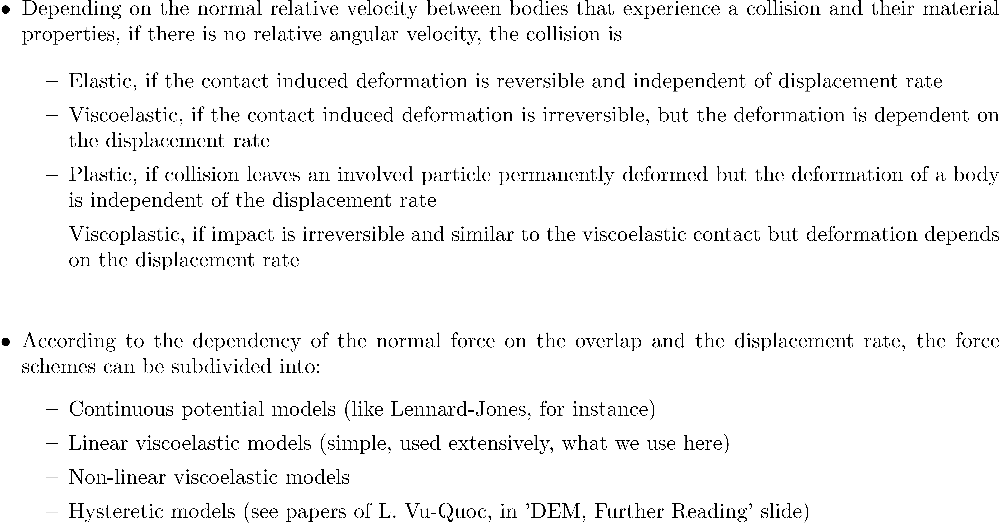 • Depending on the normal relative velocity between bodies that experience a collision and their material
properties, if there is no relative angular velocity, the collision is
– Elastic, if the contact induced deformation is reversible and independent of displacement rate
– Viscoelastic, if the contact induced deformation is irreversible, but the deformation is dependent on
the displacement rate
– Plastic, if collision leaves an involved particle permanently deformed but the deformation of a body
is independent of the displacement rate
– Viscoplastic, if impact is irreversible and similar to the viscoelastic contact but deformation depends
on the displacement rate
• According to the dependency of the normal force on the overlap and the displacement rate, the force
schemes can be subdivided into:
– Continuous potential models (like Lennard-Jones, for instance)
– Linear viscoelastic models (simple, used extensively, what we use here)
– Non-linear viscoelastic models
– Hysteretic models (see papers of L. Vu-Quoc, in ’DEM, Further Reading’ slide)